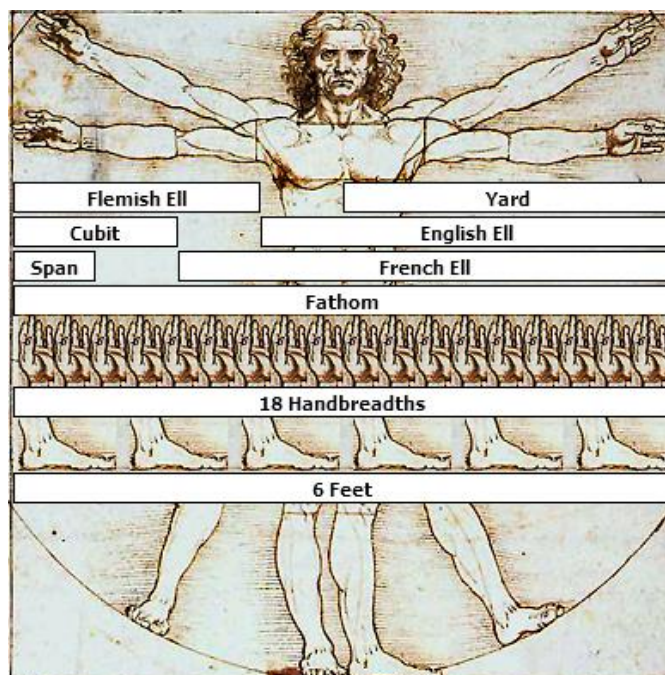 Flemish Ell Yard
Cubit English Ell
Span French Ell
Fathom
18 Handbreadths
6 Feet